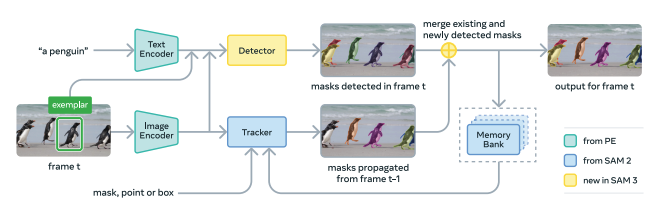 "a penguin"
Text
Encoder
Detector
masks detected in frame t
merge existing and
newly detected masks
output for frame t
exemplar
frame t
Image
Encoder
Tracker
masks propagated
from frame t–1
Memory
Bank
mask, point or box
from PE
from SAM 2
new in SAM 3